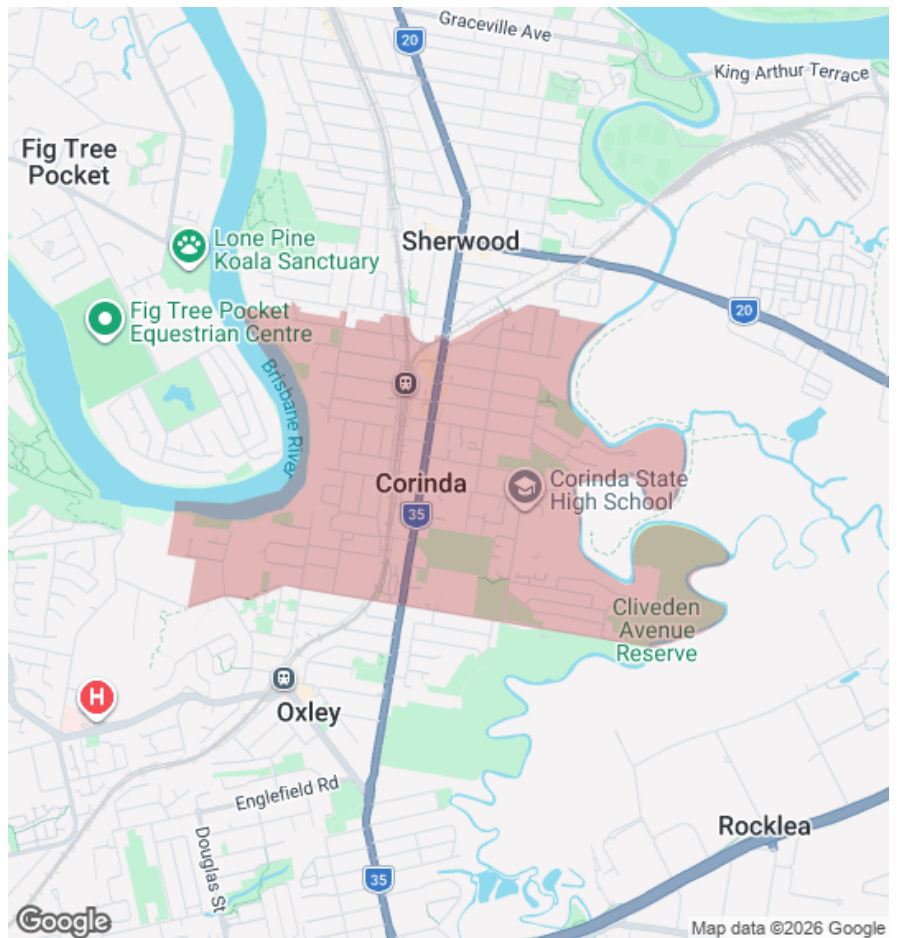 Graceville Ave
20
King Arthur Terrace
Fig Tree
Pocket
Lone Pine
Koala Sanctuary
Sherwood
Fig Tree Pocket
Equestrian Centre
20
Brisbane River
Corinda
Corinda State
High School
35
Cliveden
Avenue
Reserve
H
Oxley
Englefield Rd
Douglas St
Rocklea
35
Google
Map data ©2026 Google